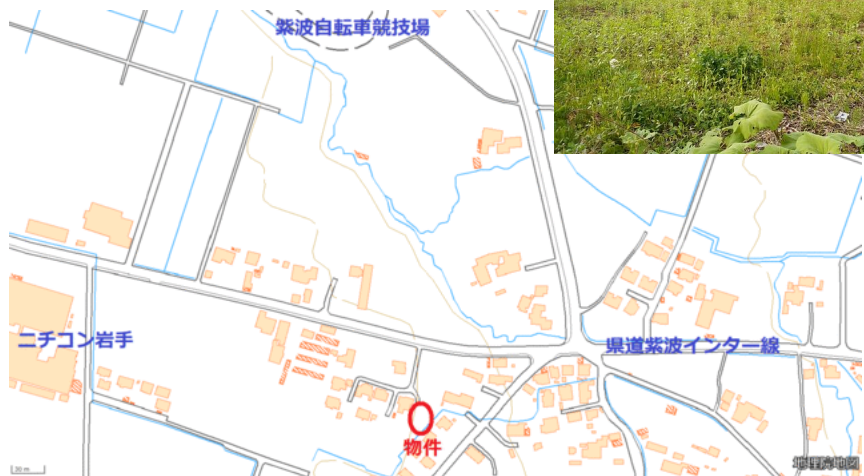 紫波自転車競技場
ニチコン岩手
県道紫波インター線
物件
30 m
地理院地図